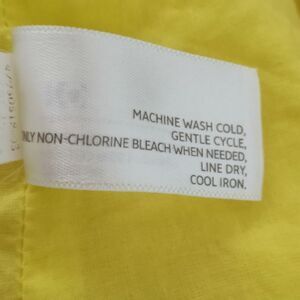 MACHINE WASH COLD,
GENTLE CYCLE,
NLY NON-CHLORINE BLEACH WHEN NEEDED,
LINE DRY,
COOL IRON.